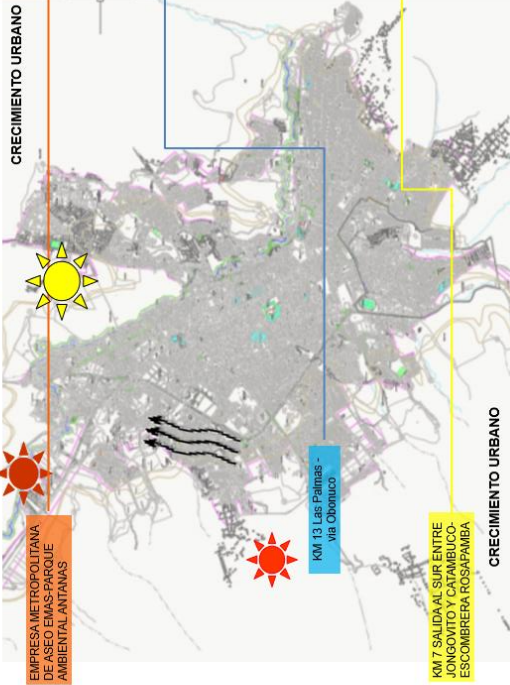 CRECIMIENTO URBANO
EMPRESA METROPOLITANA
DE ASEO EMAS-PARQUE
AMBIENTAL ANTANAS
KM 13 Las Palmas -
via Obonuco
KM 7 SALIDA AL SUR ENTRE
JONGOVITO Y CATAMBUCO-
ESCOMBRERA ROSAPAMBA
CRECIMIENTO URBANO